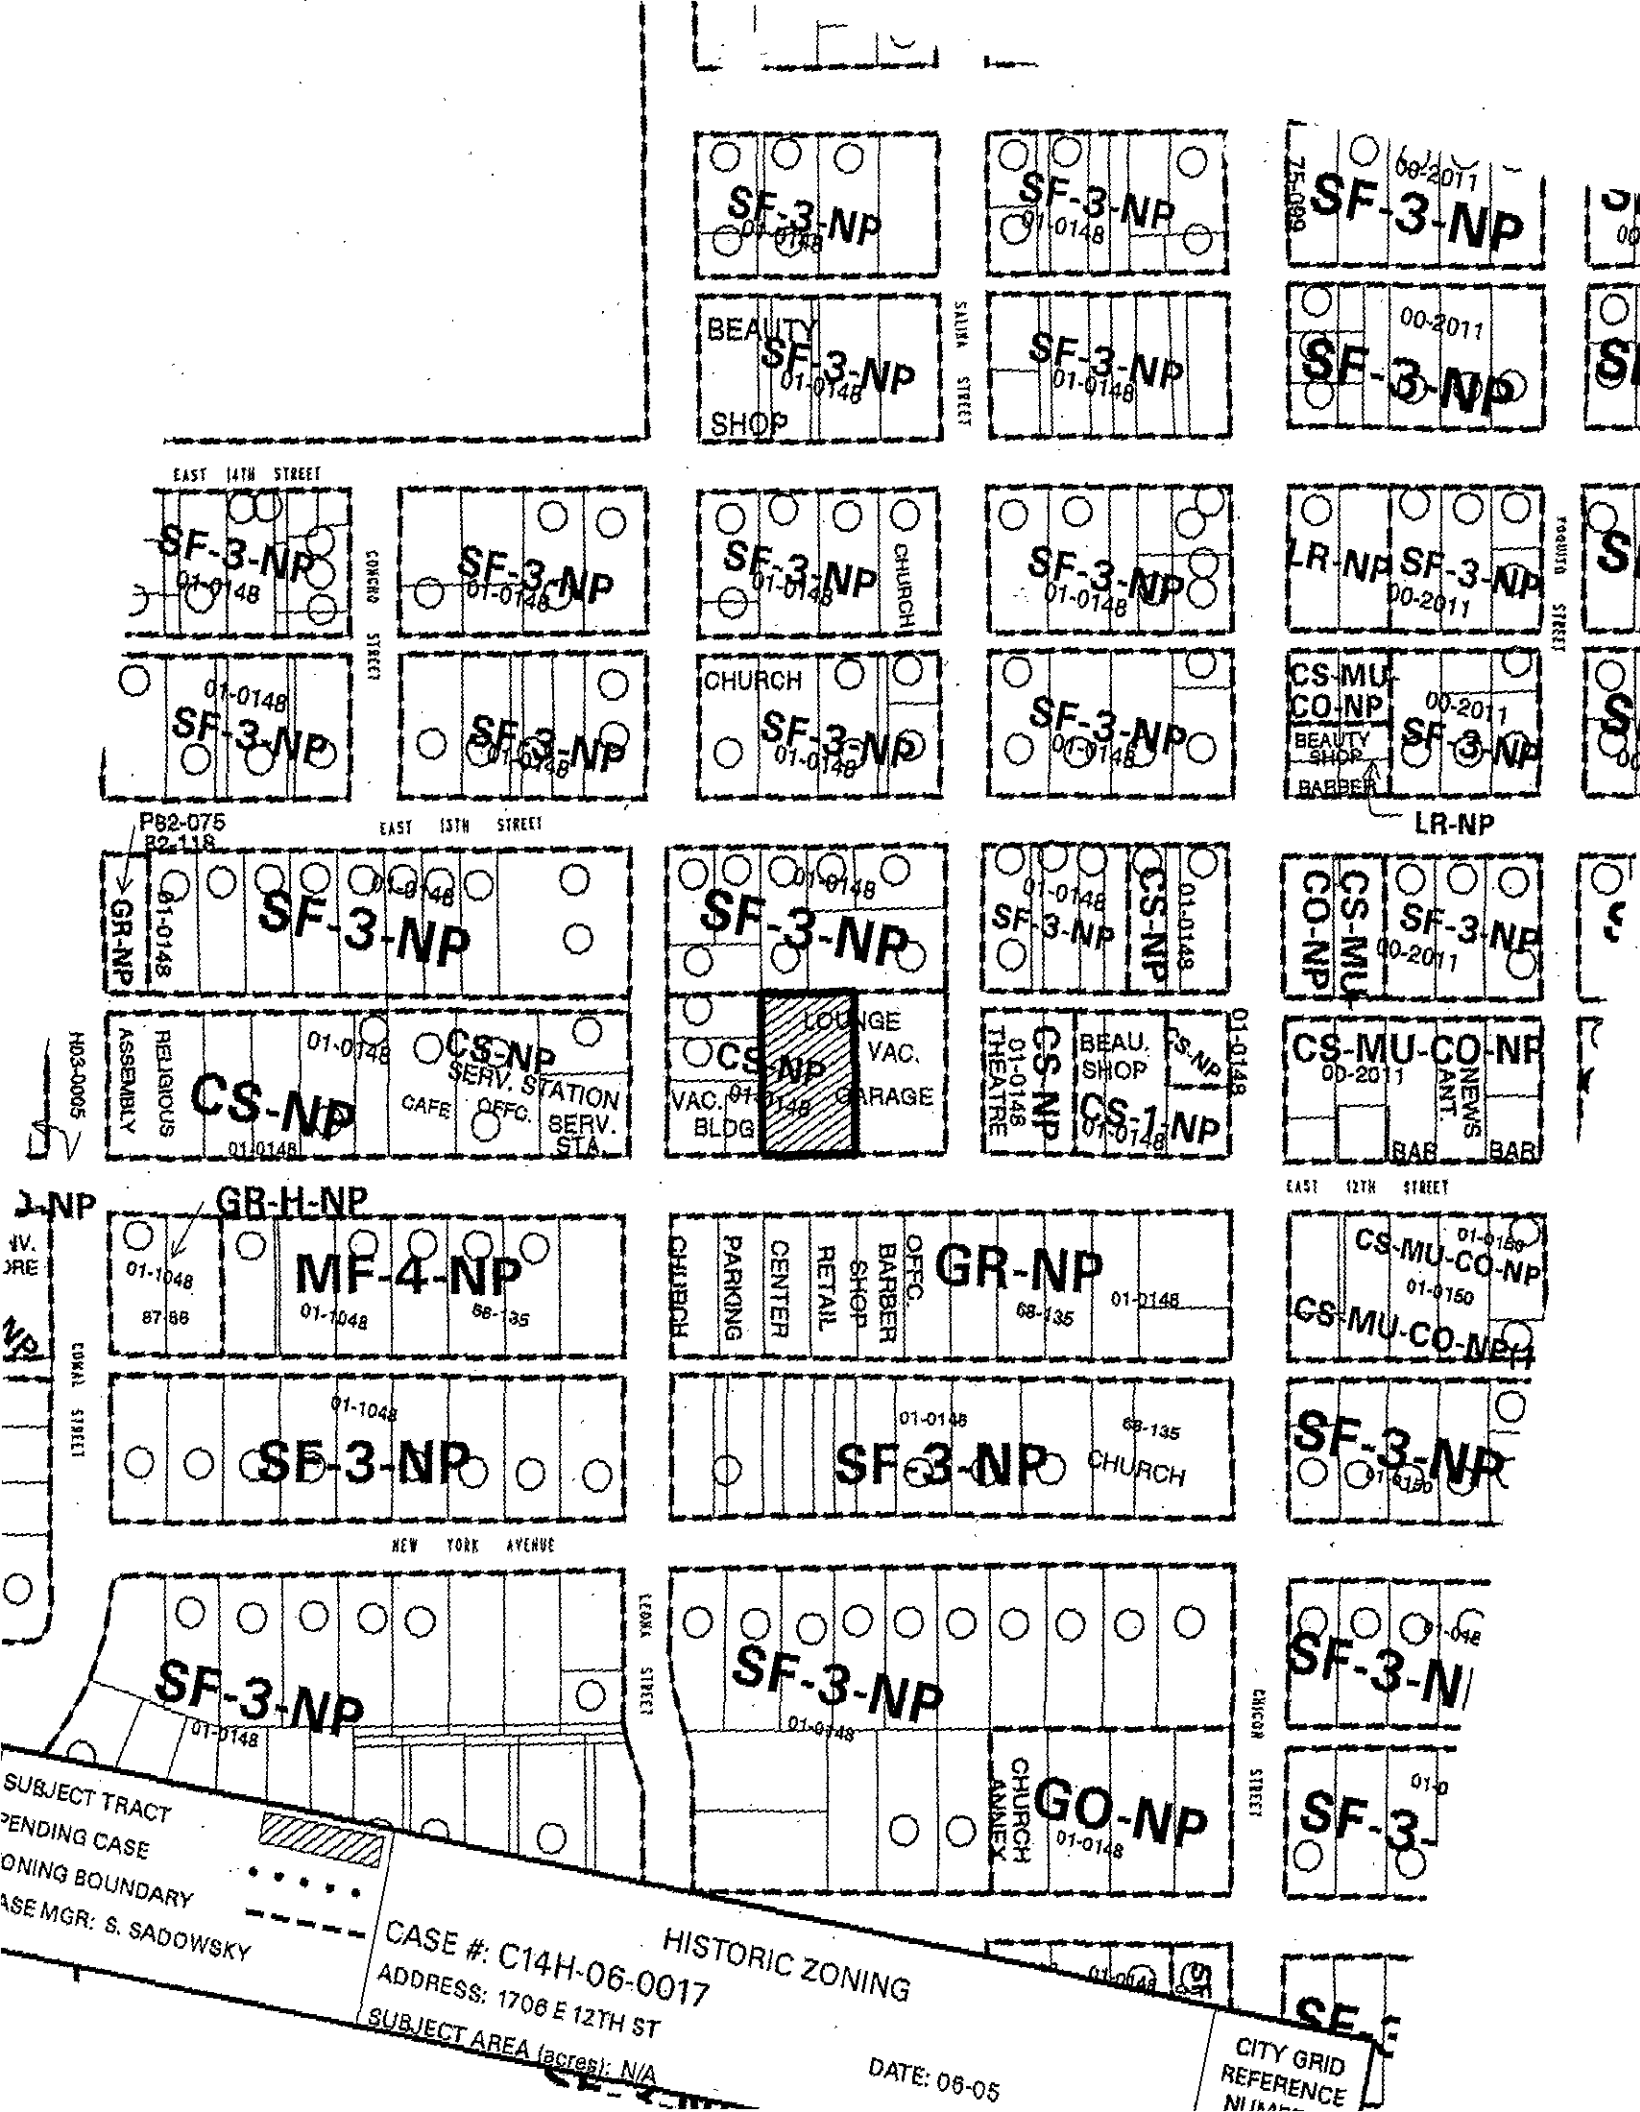 SF-3-NP
01-0148
SF-3-NP
01-0148
75-099
00-2011
SF-3-NP
BEAUTY
SF-3-NP
01-0148
SHOP
SALINA STREET
SF-3-NP
01-0148
00-2011
SF-3-NP
EAST 14TH STREET
SF-3-NP
01-0148
CONCHO STREET
SF-3-NP
01-0148
SF-3-NP
01-0148
CHURCH
SF-3-NP
01-0148
LR-NP
SF-3-NP
00-2011
STREET
01-0148
SF-3-NP
SF-3-NP
01-0148
CHURCH
SF-3-NP
01-0148
SF-3-NP
01-0148
CS-MU-
CO-NP
BEAUTY
SHOP
BARBER
00-2011
SF-3-NP
LR-NP
P82-075
82-118
EAST 13TH STREET
GR-NP
01-0148
01-0148
SF-3-NP
01-0148
SF-3-NP
01-0148
SF-3-NP
CS-NP
01-0148
CS-MU-
CO-NP
SF-3-NP
00-2011
H03-0005
ASSEMBLY
RELIGIOUS
01-0148
CS-NP
SERV. STATION
CS-NP
CAFE
OFFC.
SERV.
STA.
01-0148
LOUNGE
CS-NP
VAC.
01-0148
VAC.
BLDG
GARAGE
THEATRE
01-0148
CS-NP
BEAU.
SHOP
CS-NP
01-0148
CS-1-NP
01-0148
CS-MU-CO-NP
00-2011
NEWS
BAR
BAR
EAST 12TH STREET
GR-H-NP
01-1048
87-86
MF-4-NP
01-1048
68-135
CHURCH
PARKING
CENTER
RETAIL
SHOP
BARBER
OFFC.
GR-NP
68-135
01-0148
01-0150
CS-MU-CO-NP
01-0150
CS-MU-CO-NP
COMAL STREET
01-1048
SF-3-NP
01-0148
68-135
SF-3-NP
CHURCH
SF-3-NP
01-0150
NEW YORK AVENUE
LEONA STREET
SF-3-NP
01-0148
SF-3-NP
01-0148
CHURCH
ANNEX
GO-NP
01-0148
CHICON STREET
SF-3-N
SF-3-
SUBJECT TRACT
PENDING CASE
ONING BOUNDARY
ASE MGR: S. SADOWSKY
CASE #: C14H-06-0017
ADDRESS: 1706 E 12TH ST
SUBJECT AREA (acres): N/A
HISTORIC ZONING
DATE: 06-05
CITY GRID
REFERENCE